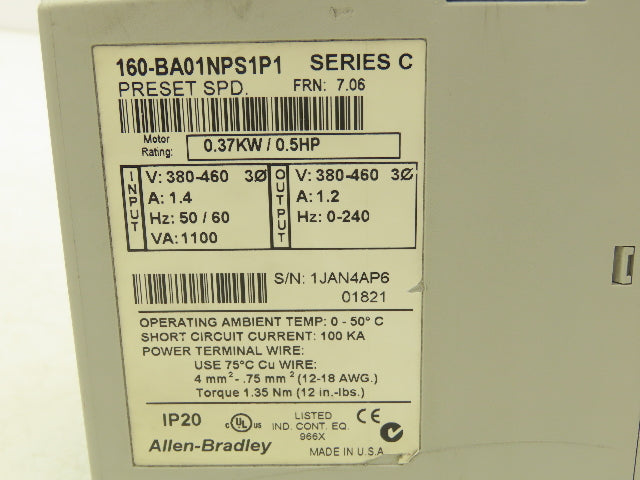 160-BA01NPS1P1 SERIES C
PRESET SPD. FRN: 7.06
Motor Rating: 0.37KW / 0.5HP
INPUT
V: 380-460 3Ø
A: 1.4
Hz: 50 / 60
VA: 1100
OUTPUT
V: 380-460 3Ø
A: 1.2
Hz: 0-240
S/N: 1JAN4AP6
01821
OPERATING AMBIENT TEMP: 0 - 50° C
SHORT CIRCUIT CURRENT: 100 KA
POWER TERMINAL WIRE:
USE 75°C Cu WIRE:
4 mm² - .75 mm² (12-18 AWG.)
Torque 1.35 Nm (12 in.-lbs.)
IP20 c UL us LISTED CE
IND. CONT. EQ.
966X
Allen-Bradley MADE IN U.S.A